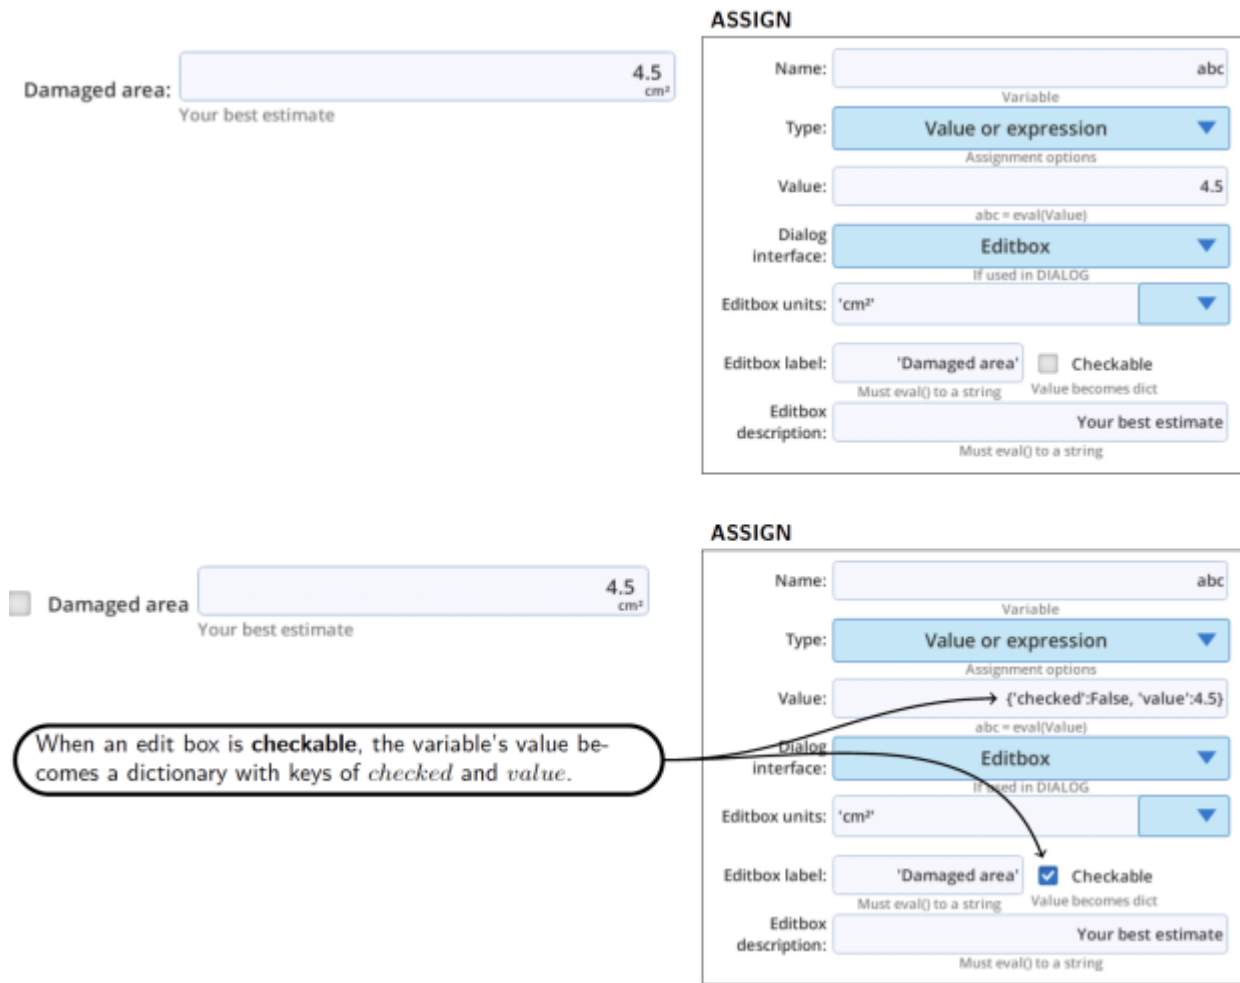 ASSIGN
Damaged area:
4.5
cm²
Your best estimate
Name:
abc
Variable
Type:
Value or expression
Assignment options
Value:
4.5
abc = eval(Value)
Dialog
interface:
Editbox
If used in DIALOG
Editbox units:
'cm²'
Editbox label:
'Damaged area'
Checkable
Must eval() to a string
Value becomes dict
Editbox
description:
Your best estimate
Must eval() to a string
ASSIGN
Damaged area
4.5
cm²
Your best estimate
When an edit box is checkable, the variable's value be-
comes a dictionary with keys of checked and value.
Name:
abc
Variable
Type:
Value or expression
Assignment options
Value:
{'checked':False, 'value':4.5}
abc = eval(Value)
Dialog
interface:
Editbox
If used in DIALOG
Editbox units:
'cm²'
Editbox label:
'Damaged area'
Checkable
Must eval() to a string
Value becomes dict
Editbox
description:
Your best estimate
Must eval() to a string